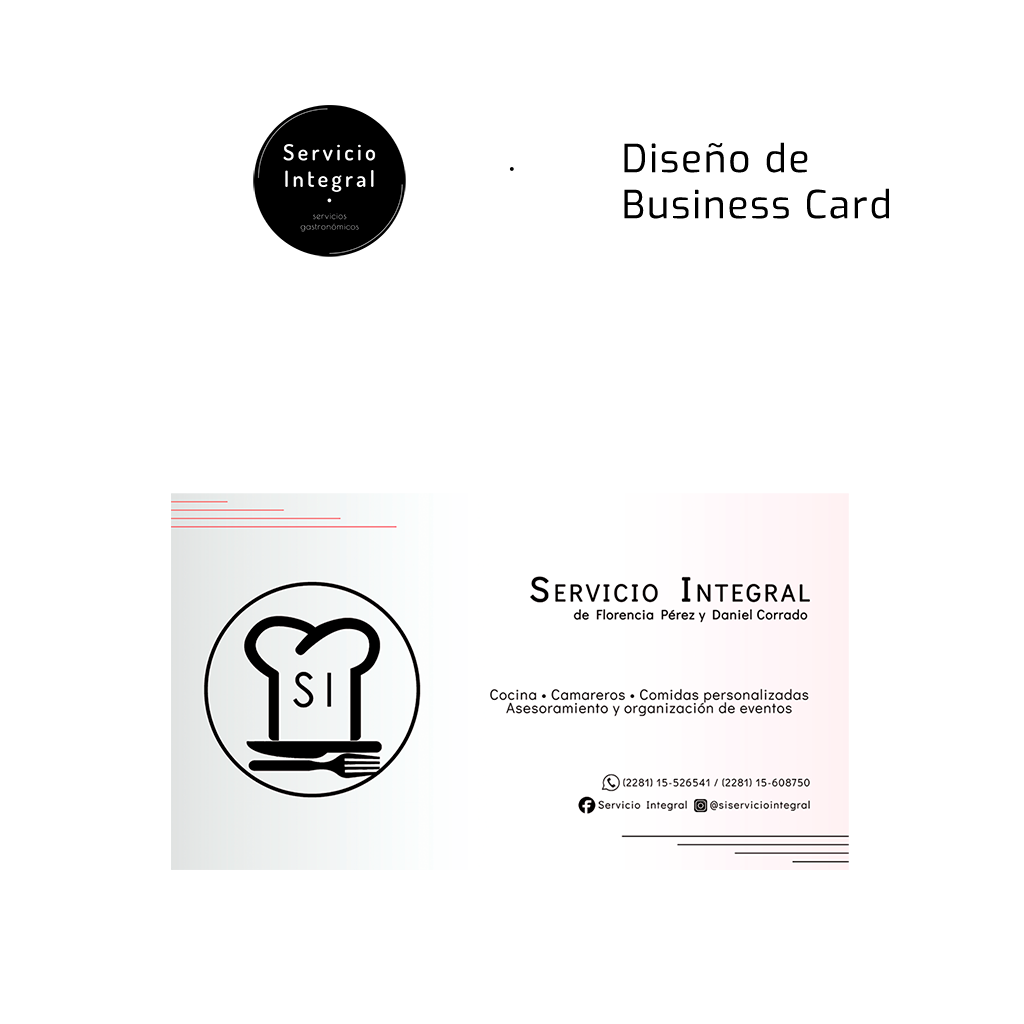 Servicio
Integral
servicios
gastronómicos
Diseño de
Business Card
SI
SERVICIO INTEGRAL
de Florencia Pérez y Daniel Corrado
Cocina • Camareros • Comidas personalizadas
Asesoramiento y organización de eventos
(2281) 15-526541 / (2281) 15-608750
Servicio Integral @siserviciointegral